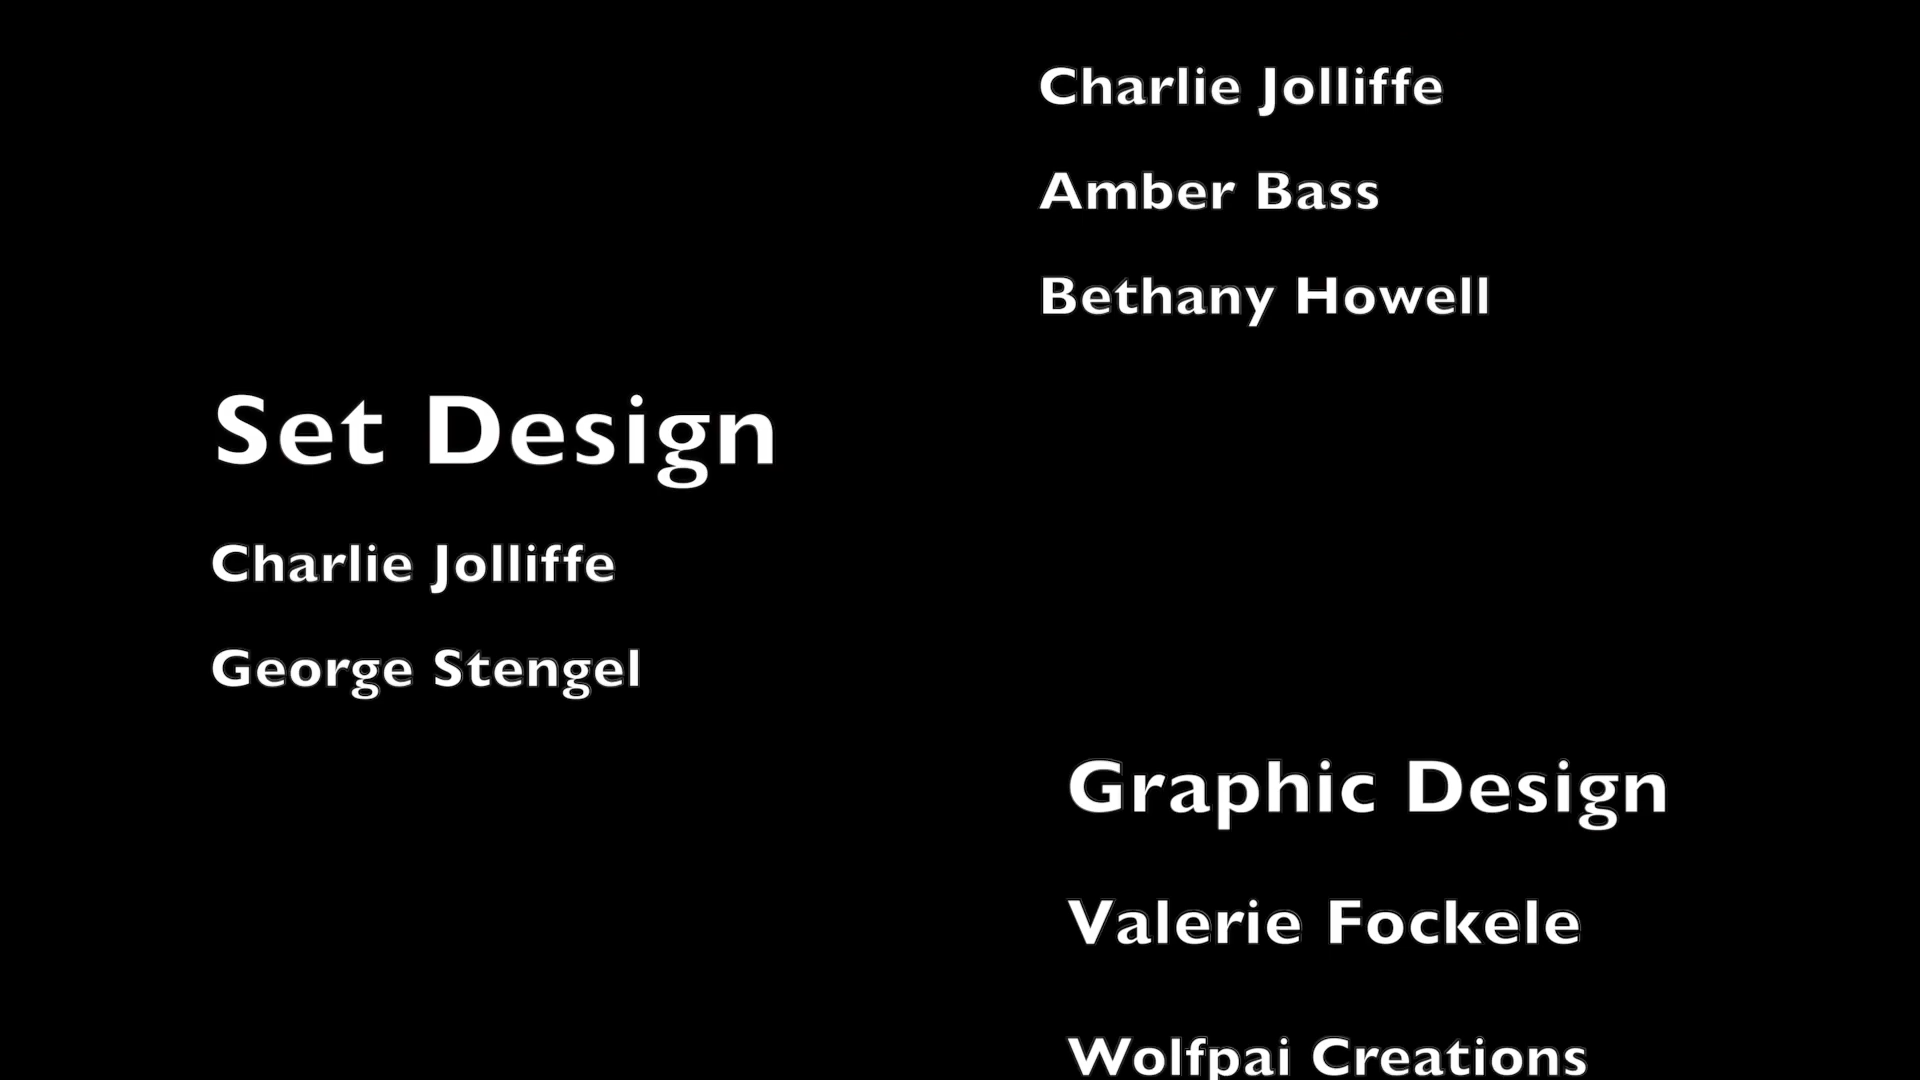 Charlie Jolliffe
Amber Bass
Bethany Howell
Set Design
Charlie Jolliffe
George Stengel
Graphic Design
Valerie Fockele
Wolfpai Creations